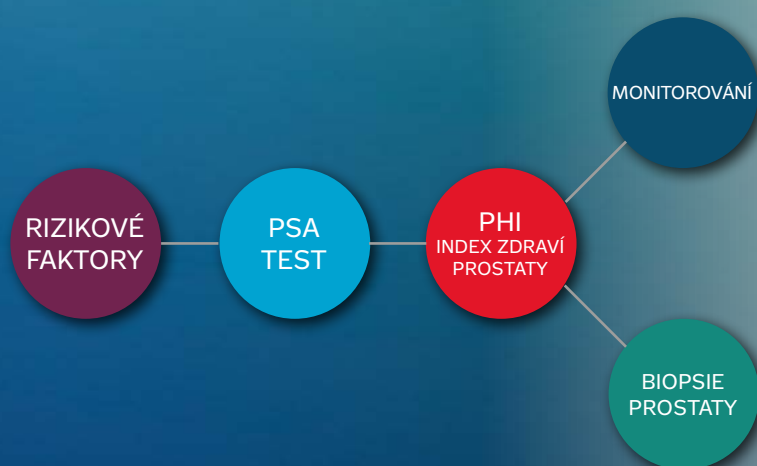 RIZIKOVÉ
FAKTORY
PSA
TEST
PHI
INDEX ZDRAVÍ
PROSTATY
MONITOROVÁNÍ
BIOPSIE
PROSTATY